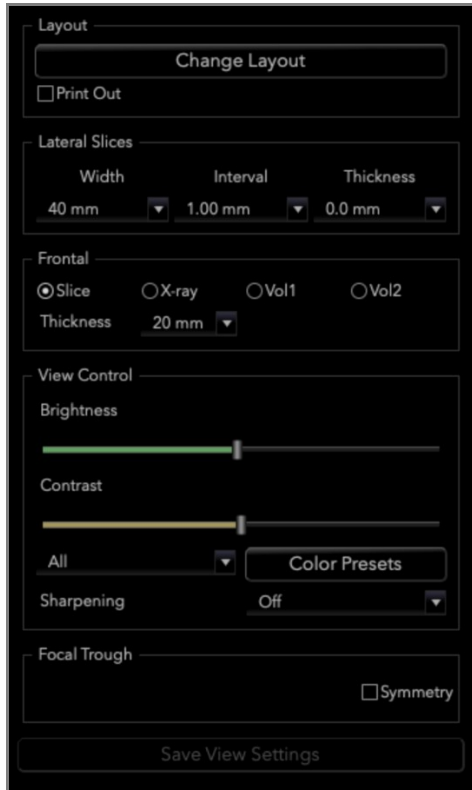 Layout
Change Layout
Print Out
Lateral Slices
Width Interval Thickness
40 mm 1.00 mm 0.0 mm
Frontal
Slice X-ray Vol1 Vol2
Thickness 20 mm
View Control
Brightness
Contrast
All Color Presets
Sharpening Off
Focal Trough
Symmetry
Save View Settings